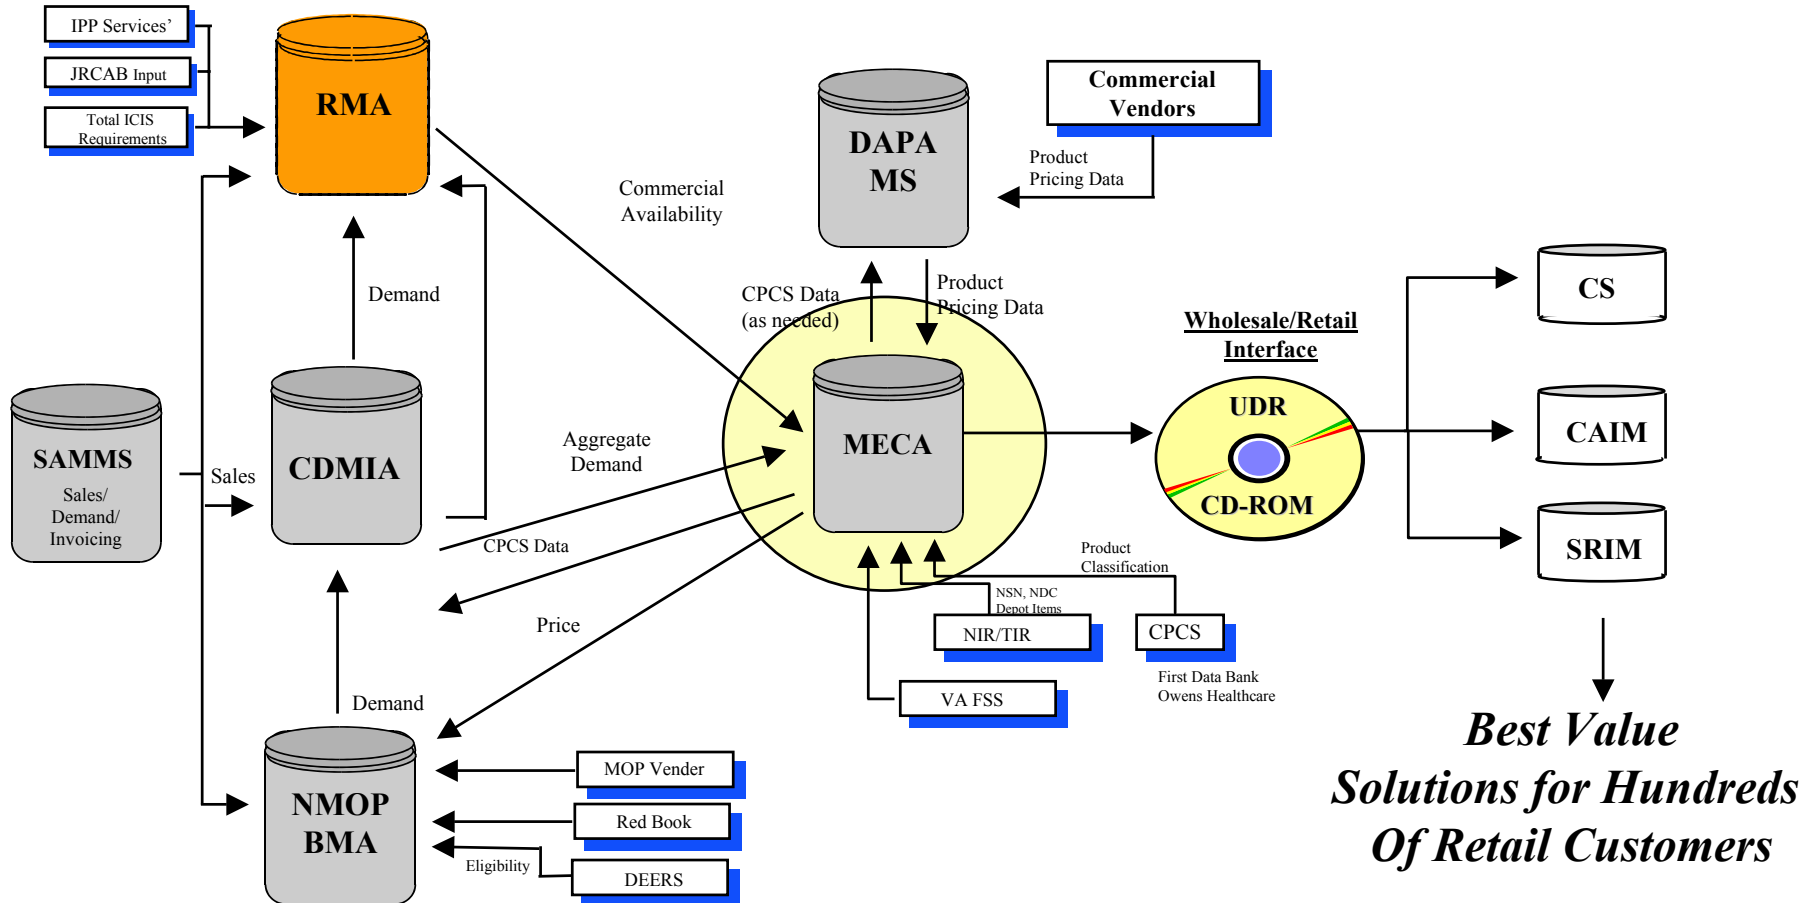 IPP Services’
JRCAB Input
Total ICIS
Requirements
RMA
Commercial
Availability
DAPA
MS
Commercial
Vendors
Product
Pricing Data
Demand
CPCS Data
(as needed)
Product
Pricing Data
Wholesale/Retail
Interface
CS
SAMMS
Sales/
Demand/
Invoicing
Sales
CDMIA
Aggregate
Demand
MECA
UDR
CD-ROM
CAIM
SRIM
CPCS Data
Product
Classification
NSN, NDC
Depot Items
NIR/TIR
CPCS
First Data Bank
Owens Healthcare
Price
VA FSS
Demand
NMOP
BMA
MOP Vender
Red Book
Eligibility
DEERS
Best Value
Solutions for Hundreds
Of Retail Customers